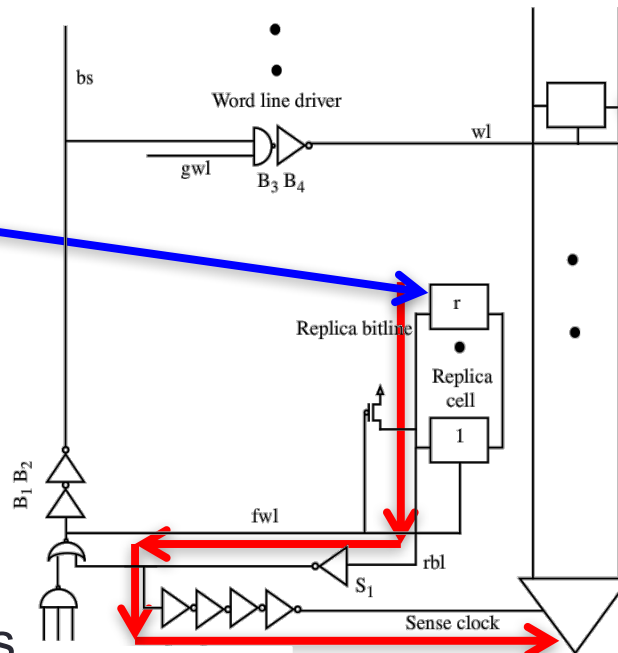 bs
Word line driver
wl
gwl
B3 B4
r
Replica bitline
Replica
cell
1
B1 B2
fwl
rbl
S1
Sense clock
s